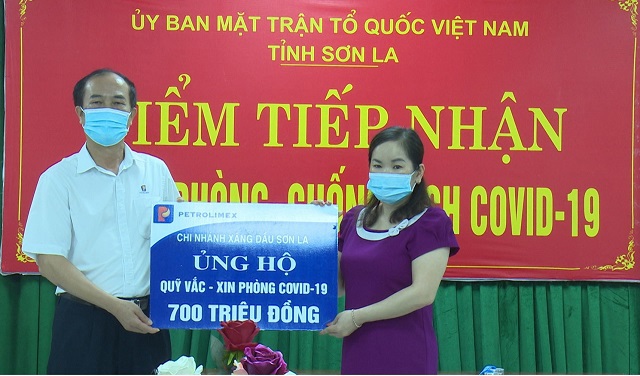 ỦY BAN MẶT TRẬN TỔ QUỐC VIỆT NAM
TỈNH SƠN LA
IỂM TIẾP NHẬN
PHÒNG, CHỐNG CH COVID-19
PETROLIMEX
CHI NHÁNH XĂNG DẦU SƠN LA
ỦNG HỘ
QUỸ VẮC - XIN PHÒNG COVID-19
700 TRIỆU ĐỒNG